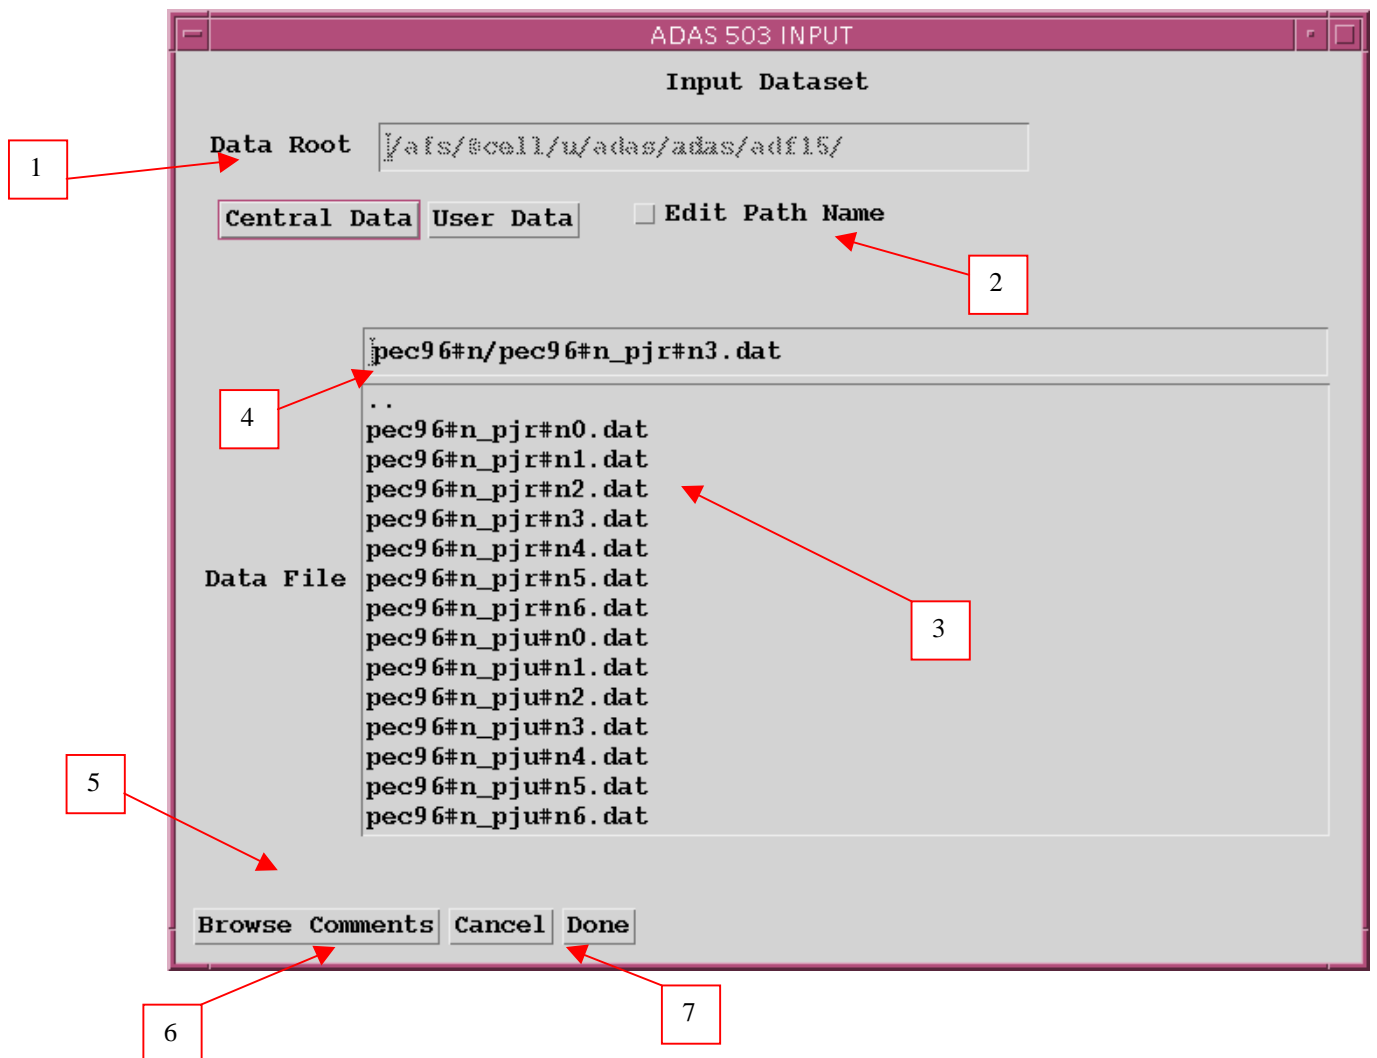 ADAS 503 INPUT
Input Dataset
Data Root /afs/@cell/u/adas/adas/adf15/
1
Central Data User Data Edit Path Name
2
pec96#n/pec96#n_pjr#n3.dat
4
..
pec96#n_pjr#n0.dat
pec96#n_pjr#n1.dat
pec96#n_pjr#n2.dat
pec96#n_pjr#n3.dat
pec96#n_pjr#n4.dat
Data File pec96#n_pjr#n5.dat
pec96#n_pjr#n6.dat
3
pec96#n_pju#n0.dat
pec96#n_pju#n1.dat
pec96#n_pju#n2.dat
pec96#n_pju#n3.dat
pec96#n_pju#n4.dat
5
pec96#n_pju#n5.dat
pec96#n_pju#n6.dat
Browse Comments Cancel Done
7
6